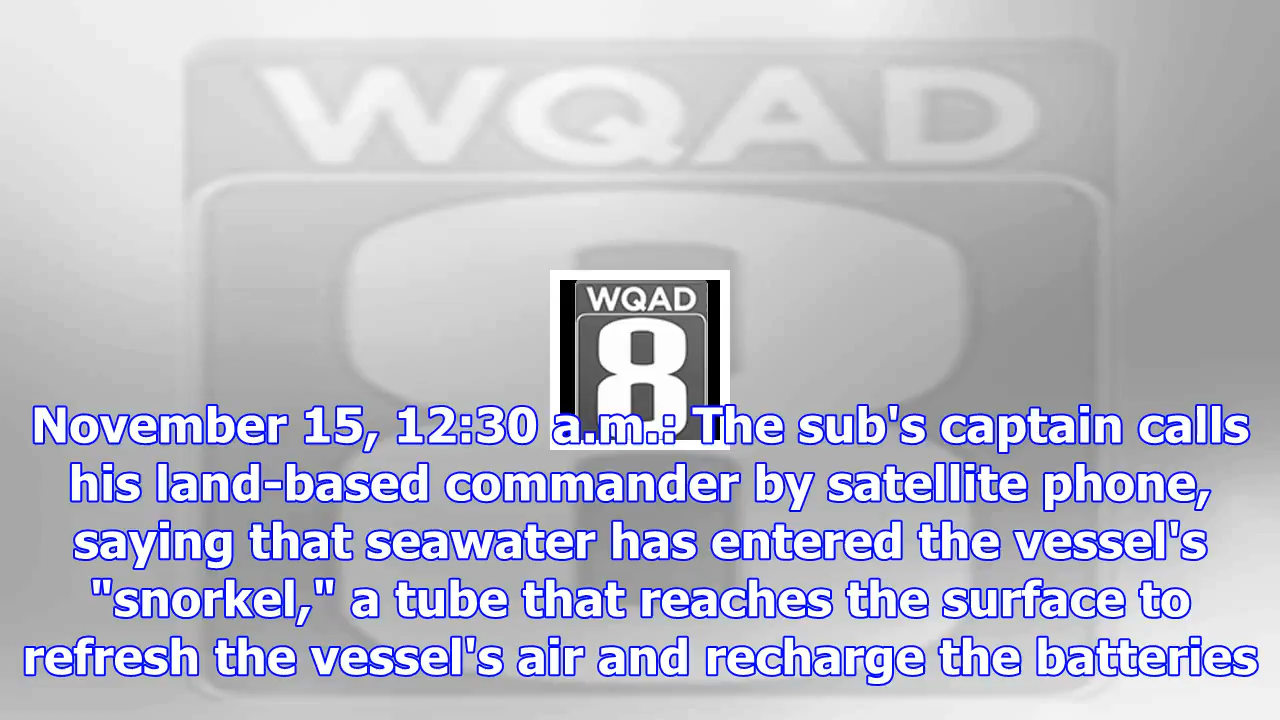 WQAD
WQAD
8
November 15, 12:30 a.m.: The sub's captain calls
his land-based commander by satellite phone,
saying that seawater has entered the vessel's
"snorkel," a tube that reaches the surface to
refresh the vessel's air and recharge the batteries